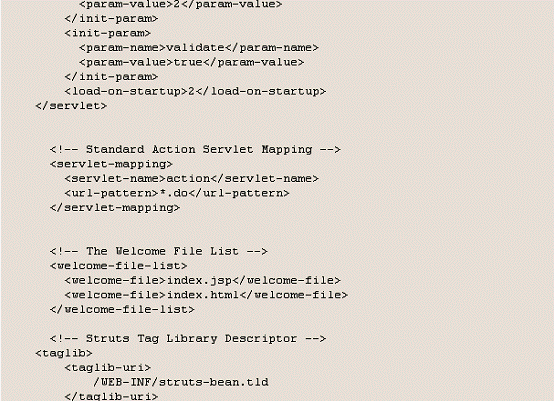 <param-value>2</param-value>
</init-param>
<init-param>
<param-name>validate</param-name>
<param-value>true</param-value>
</init-param>
<load-on-startup>2</load-on-startup>
</servlet>
<!-- Standard Action Servlet Mapping -->
<servlet-mapping>
<servlet-name>action</servlet-name>
<url-pattern>*.do</url-pattern>
</servlet-mapping>
<!-- The Welcome File List -->
<welcome-file-list>
<welcome-file>index.jsp</welcome-file>
<welcome-file>index.html</welcome-file>
</welcome-file-list>
<!-- Struts Tag Library Descriptor -->
<taglib>
<taglib-uri>
/WEB-INF/struts-bean.tld
</taglib-uri>